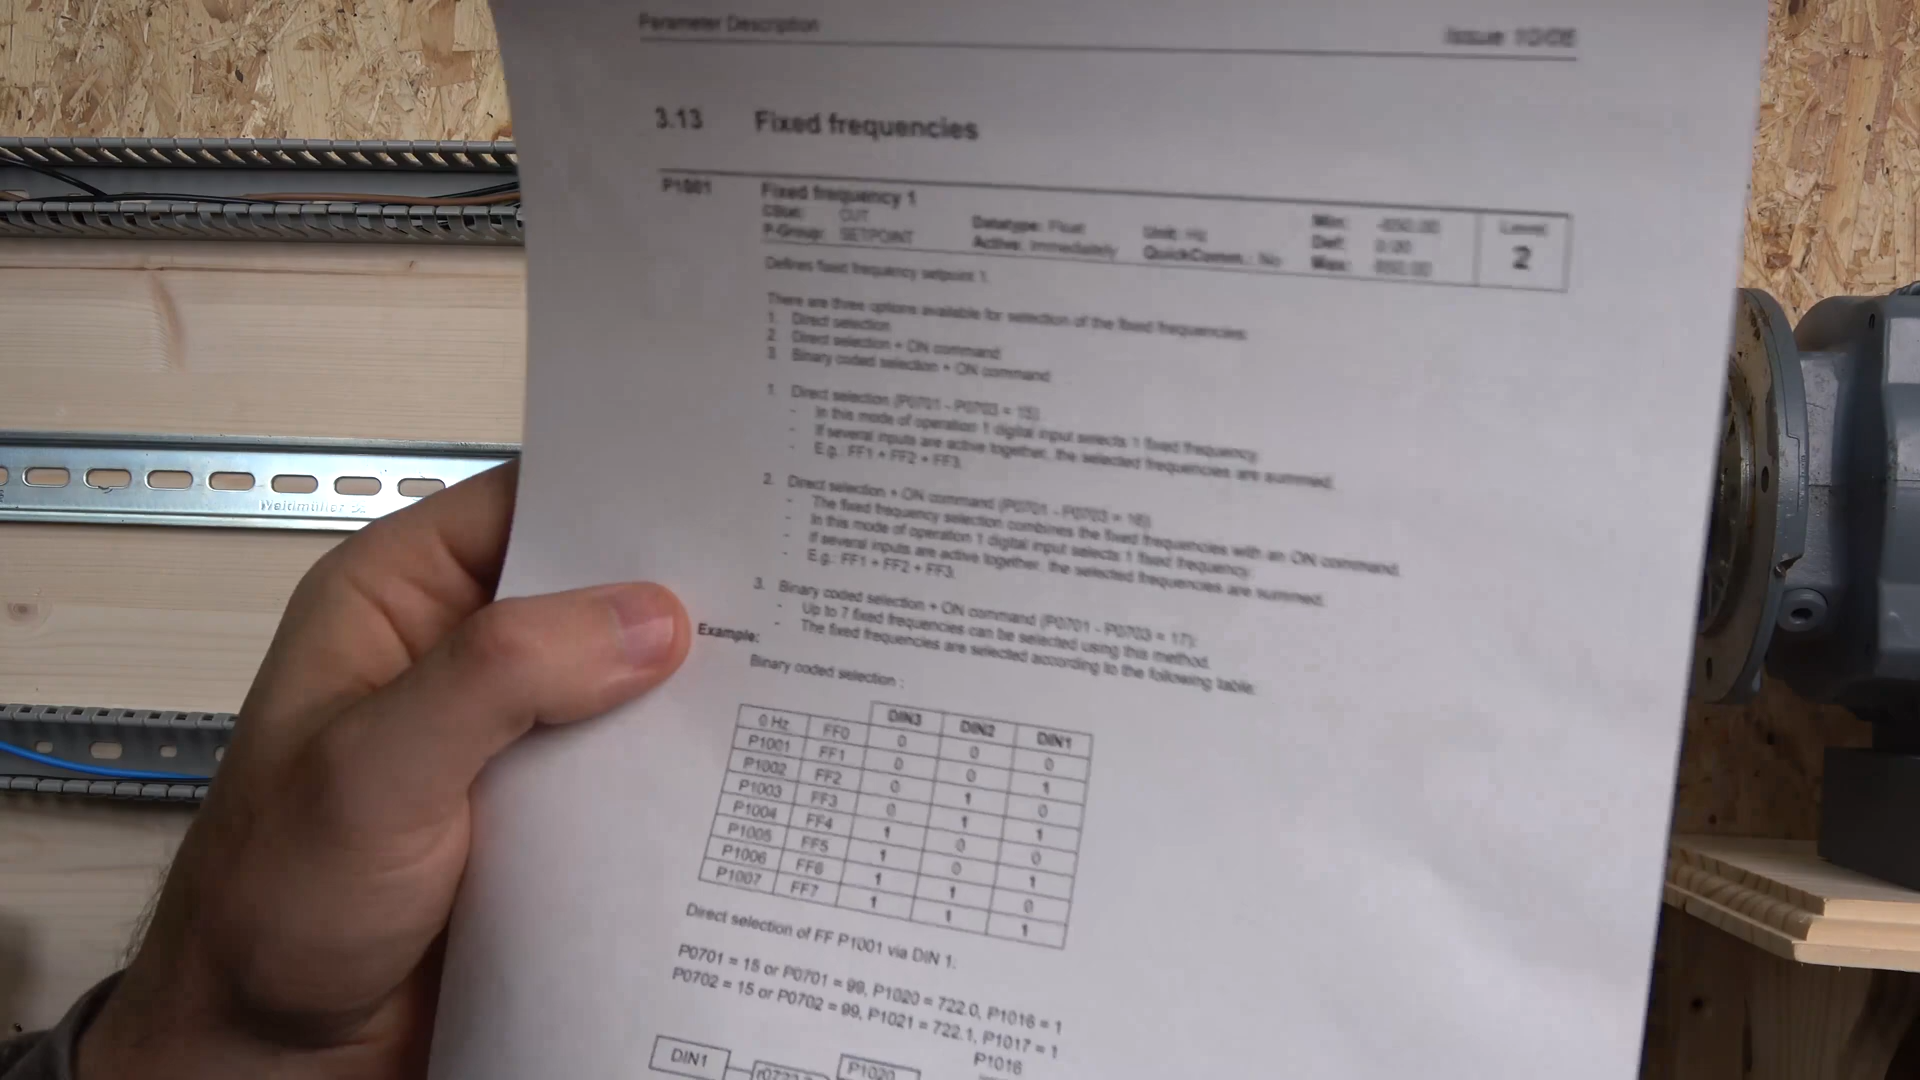 Parameter Description
Issue 10/06
3.13 Fixed frequencies
P1001 Fixed frequency 1
CStat: CUT Datatype: Float Unit: Hz Min: -650.00 Level
P-Group: SETPOINT Active: Immediately QuickComm.: No Def: 0.00
Max: 650.00 2
Defines fixed frequency setpoint 1.
There are three options available for selection of the fixed frequencies:
1. Direct selection
2. Direct selection + ON command
3. Binary coded selection + ON command
1. Direct selection (P0701 - P0703 = 15):
- In this mode of operation 1 digital input selects 1 fixed frequency.
- If several inputs are active together, the selected frequencies are summed.
- E.g.: FF1 + FF2 + FF3.
2. Direct selection + ON command (P0701 - P0703 = 16):
- The fixed frequency selection combines the fixed frequencies with an ON command.
- In this mode of operation 1 digital input selects 1 fixed frequency.
- If several inputs are active together, the selected frequencies are summed.
- E.g.: FF1 + FF2 + FF3.
3. Binary coded selection + ON command (P0701 - P0703 = 17):
- Up to 7 fixed frequencies can be selected using this method.
- The fixed frequencies are selected according to the following table:
Example:
Binary coded selection :
DIN3 DIN2 DIN1
0 Hz FF0 0 0 0
P1001 FF1 0 0 1
P1002 FF2 0 1 0
P1003 FF3 0 1 1
P1004 FF4 1 0 0
P1005 FF5 1 0 1
P1006 FF6 1 1 0
P1007 FF7 1 1 1
Direct selection of FF P1001 via DIN 1:
P0701 = 15 or P0701 = 99, P1020 = 722.0, P1016 = 1
P0702 = 15 or P0702 = 99, P1021 = 722.1, P1017 = 1
P1016
DIN1 P1020
Weidmüller